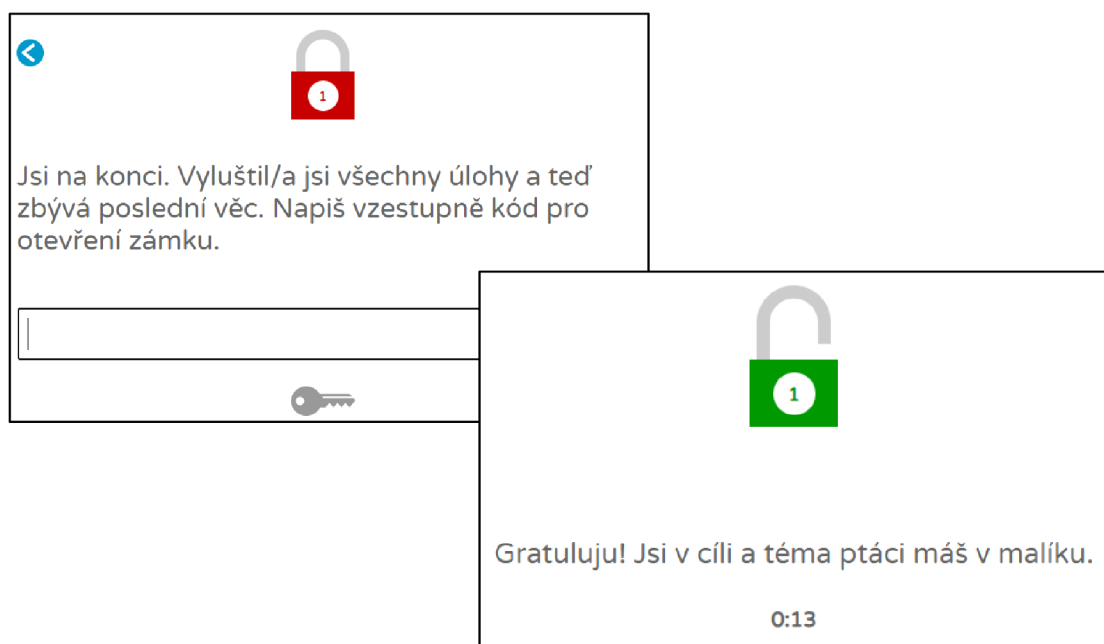 1
Jsi na konci. Vyluštil/a jsi všechny úlohy a teď
zbývá poslední věc. Napiš vzestupně kód pro
otevření zámku.
1
Gratuluju! Jsi v cíli a téma ptáci máš v malíku.
0:13